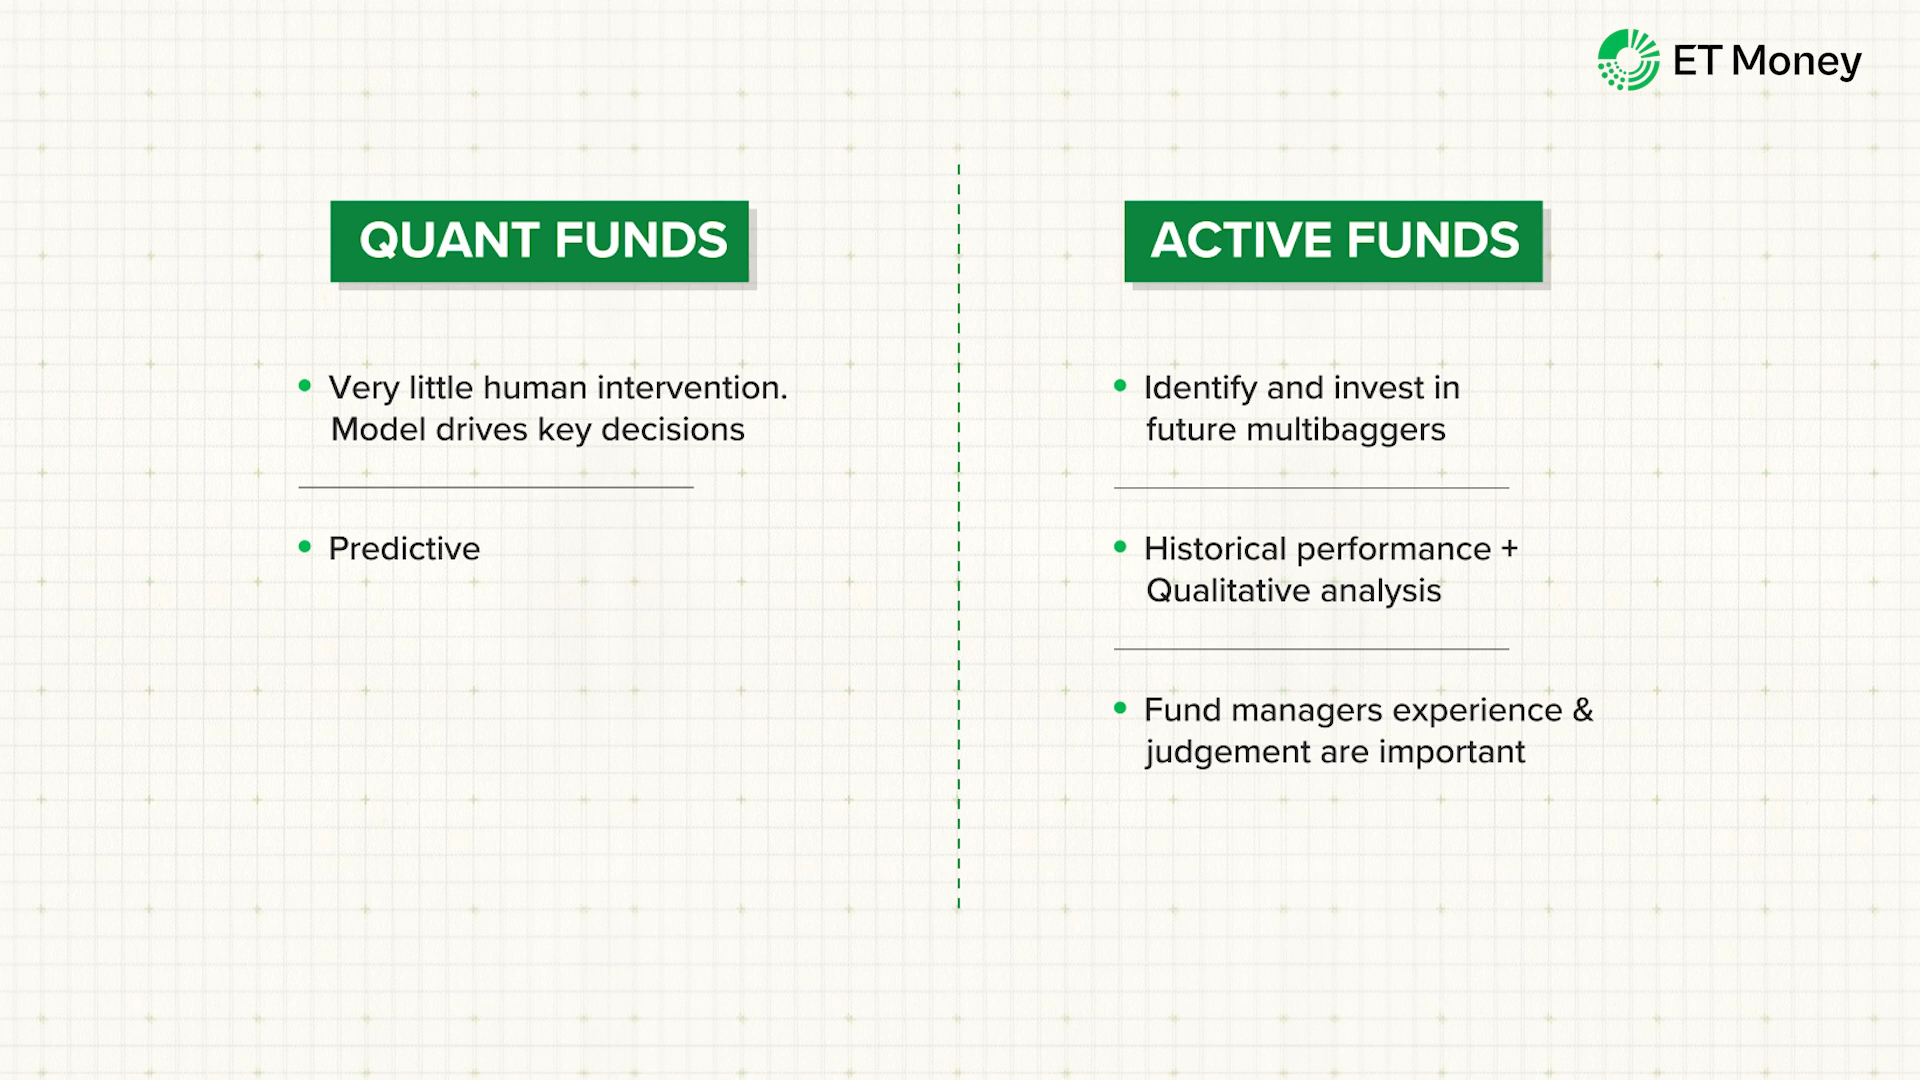 ET Money
QUANT FUNDS
Very little human intervention.
Model drives key decisions
Predictive
ACTIVE FUNDS
Identify and invest in
future multibaggers
Historical performance +
Qualitative analysis
Fund managers experience &
judgement are important